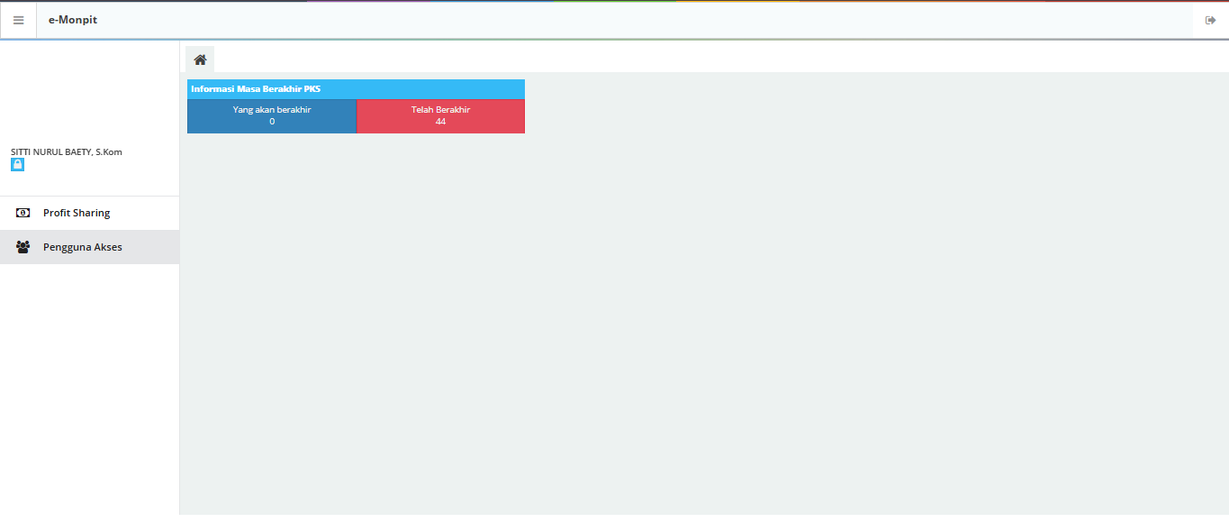 e-Monpit
Informasi Masa Berakhir PKS
Yang akan berakhir
0
Telah Berakhir
44
SITTI NURUL BAETY, S.Kom
Profit Sharing
Pengguna Akses